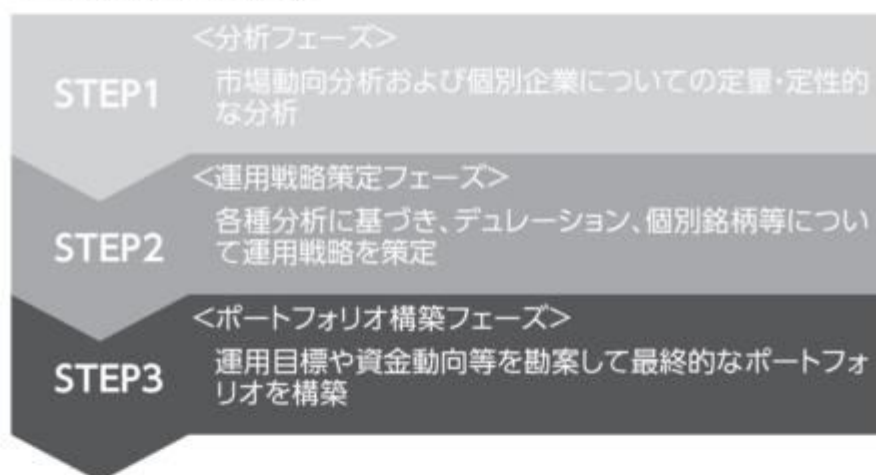 <分析フェーズ>
STEP1
市場動向分析および個別企業についての定量・定性的
な分析
<運用戦略策定フェーズ>
STEP2
各種分析に基づき、デュレーション、個別銘柄等につい
て運用戦略を策定
<ポートフォリオ構築フェーズ>
STEP3
運用目標や資金動向等を勘案して最終的なポートフォ
リオを構築